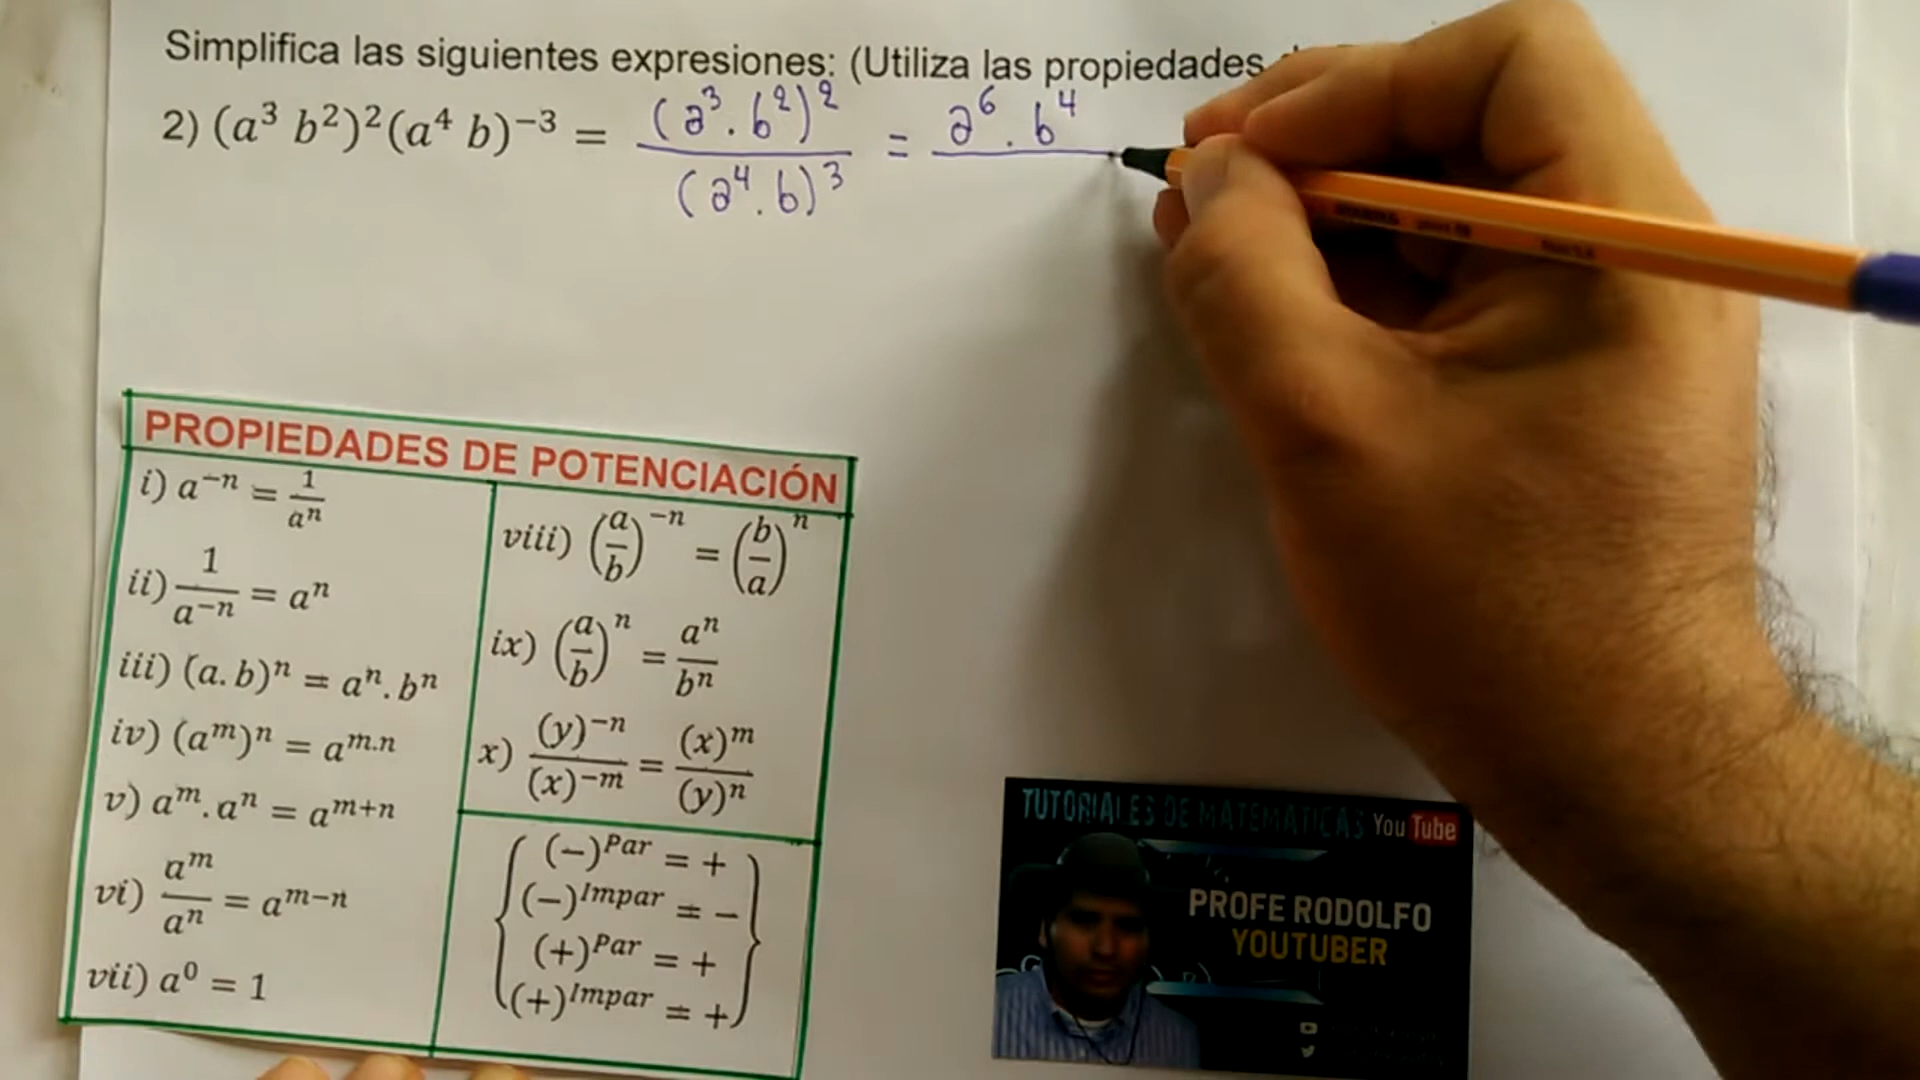 Simplifica las siguientes expresiones: (Utiliza las propiedades
2) (a³ b²)²(a⁴ b)⁻³ = (a³ . b²)² / (a⁴ . b)³ = a⁶ . b⁴
PROPIEDADES DE POTENCIACIÓN
i) a⁻ⁿ = 1/aⁿ
ii) 1/a⁻ⁿ = aⁿ
iii) (a. b)ⁿ = aⁿ. bⁿ
iv) (aᵐ)ⁿ = aᵐ·ⁿ
v) aᵐ. aⁿ = aᵐ⁺ⁿ
vi) aᵐ/aⁿ = aᵐ⁻ⁿ
vii) a⁰ = 1
viii) (a/b)⁻ⁿ = (b/a)ⁿ
ix) (a/b)ⁿ = aⁿ/bⁿ
x) (y)⁻ⁿ/(x)⁻ᵐ = (x)ᵐ/(y)ⁿ
(−)^Par = +
(−)^Impar = −
(+)^Par = +
(+)^Impar = +
TUTORIALES DE MATEMATICAS YouTube
PROFE RODOLFO
YOUTUBER